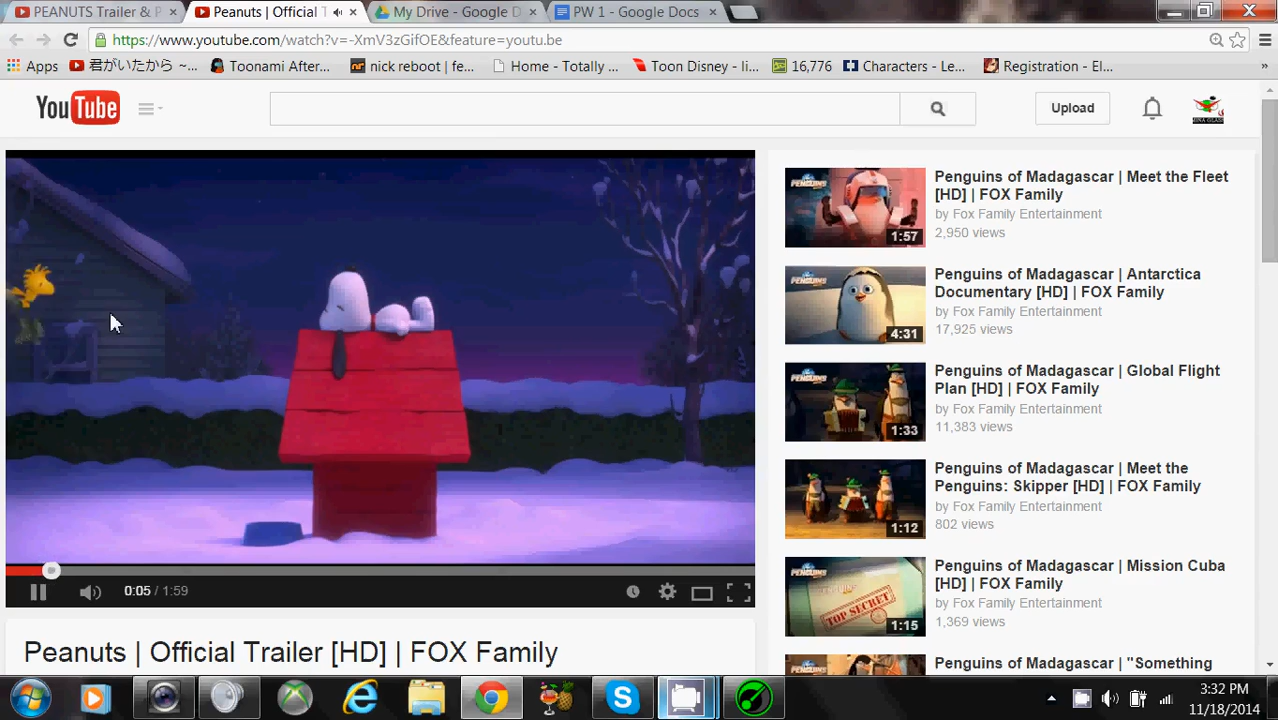 PEANUTS Trailer & P
Peanuts | Official T
My Drive - Google D
PW 1 - Google Docs
https://www.youtube.com/watch?v=-XmV3zGifOE&feature=youtu.be
Apps
君がいたから ~...
Toonami After...
nick reboot | fe...
Home - Totally ...
Toon Disney - li...
16,776
Characters - Le...
Registration - El...
»
YouTube
Upload
Penguins of Madagascar | Meet the Fleet
[HD] | FOX Family
by Fox Family Entertainment
2,950 views
1:57
Penguins of Madagascar | Antarctica
Documentary [HD] | FOX Family
by Fox Family Entertainment
17,925 views
4:31
Penguins of Madagascar | Global Flight
Plan [HD] | FOX Family
by Fox Family Entertainment
11,383 views
1:33
Penguins of Madagascar | Meet the
Penguins: Skipper [HD] | FOX Family
by Fox Family Entertainment
802 views
1:12
Penguins of Madagascar | Mission Cuba
[HD] | FOX Family
by Fox Family Entertainment
1,369 views
TOP SECRET
1:15
Penguins of Madagascar | "Something
0:05 / 1:59
Peanuts | Official Trailer [HD] | FOX Family
3:32 PM
11/18/2014